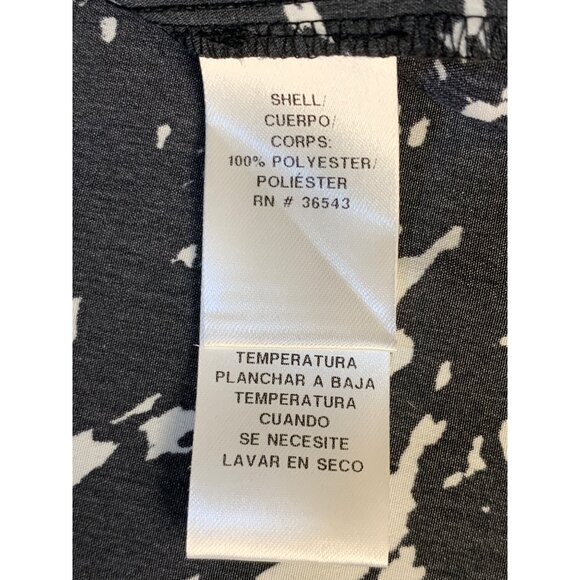 SHELL/
CUERPO/
CORPS:
100% POLYESTER/
POLIÉSTER
RN # 36543
TEMPERATURA
PLANCHAR A BAJA
TEMPERATURA
CUANDO
SE NECESITE
LAVAR EN SECO